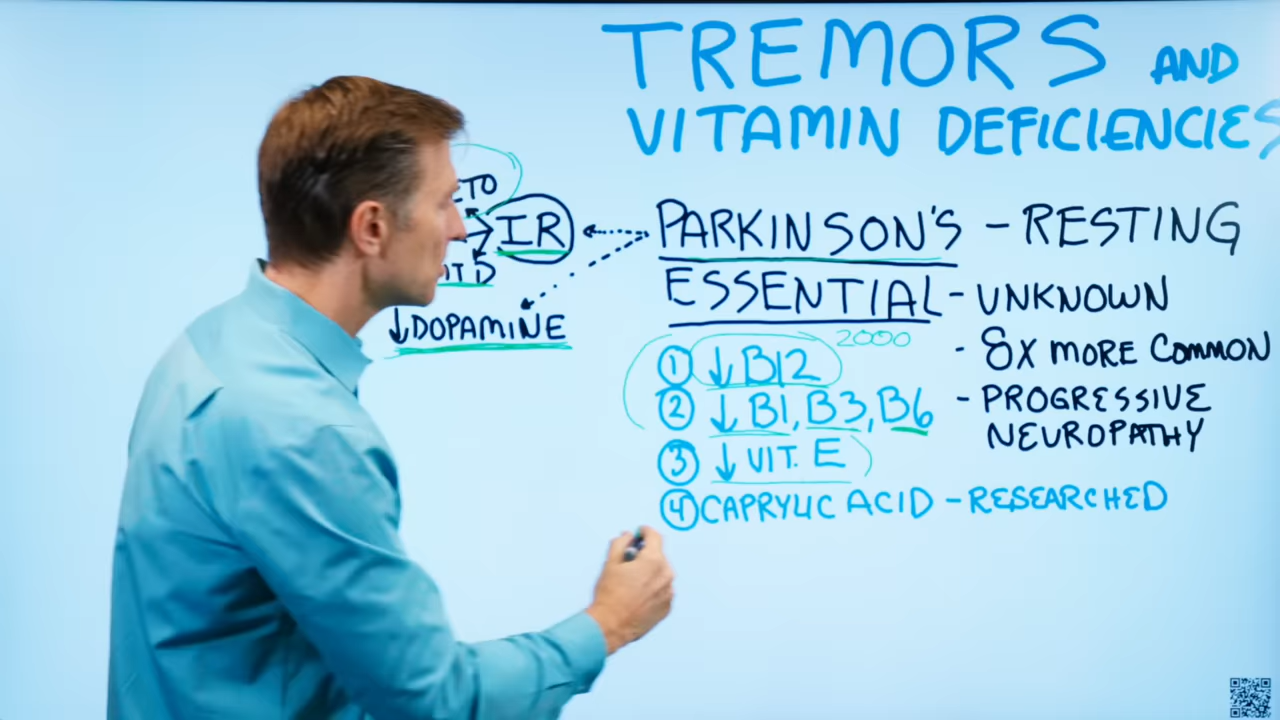 TREMORS AND
VITAMIN DEFICIENCIES
IR
↓DOPAMINE
PARKINSON'S - RESTING
ESSENTIAL - UNKNOWN
- 8X MORE COMMON
- PROGRESSIVE
NEUROPATHY
① ↓ B12 2000
② ↓ B1, B3, B6
③ ↓ VIT. E
④ CAPRYLIC ACID - RESEARCHED